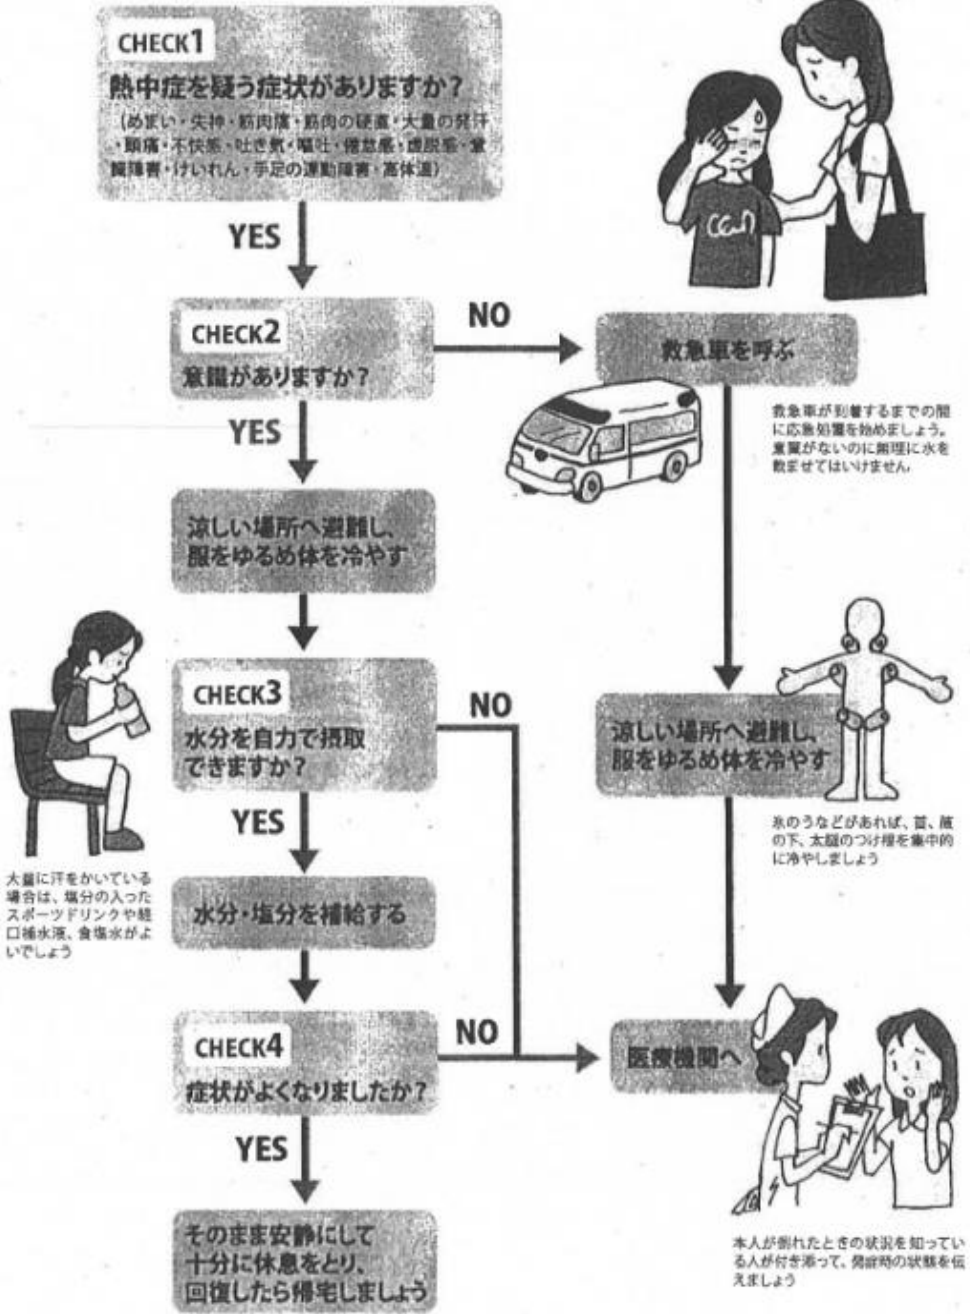 CHECK1
熱中症を疑う症状がありますか?
(めまい・失神・筋肉痛・筋肉の硬直・大量の発汗
・頭痛・不快感・吐き気・嘔吐・倦怠感・虚脱感・意
識障害・けいれん・手足の運動障害・高体温)
YES
CHECK2
意識がありますか?
NO
救急車を呼ぶ
救急車が到着するまでの間
に応急処置を始めましょう。
意識がないのに無理に水を
飲ませてはいけません
YES
涼しい場所へ避難し、
服をゆるめ体を冷やす
CHECK3
水分を自力で摂取
できますか?
NO
涼しい場所へ避難し、
服をゆるめ体を冷やす
氷のうなどがあれば、首、腋
の下、太腿のつけ根を集中的
に冷やしましょう
YES
大量に汗をかいている
場合は、塩分の入った
スポーツドリンクや経
口補水液、食塩水がよ
いでしょう
水分・塩分を補給する
CHECK4
症状がよくなりましたか?
NO
医療機関へ
YES
そのまま安静にして
十分に休息をとり、
回復したら帰宅しましょう
本人が倒れたときの状況を知ってい
る人が付き添って、発症時の状態を伝
えましょう